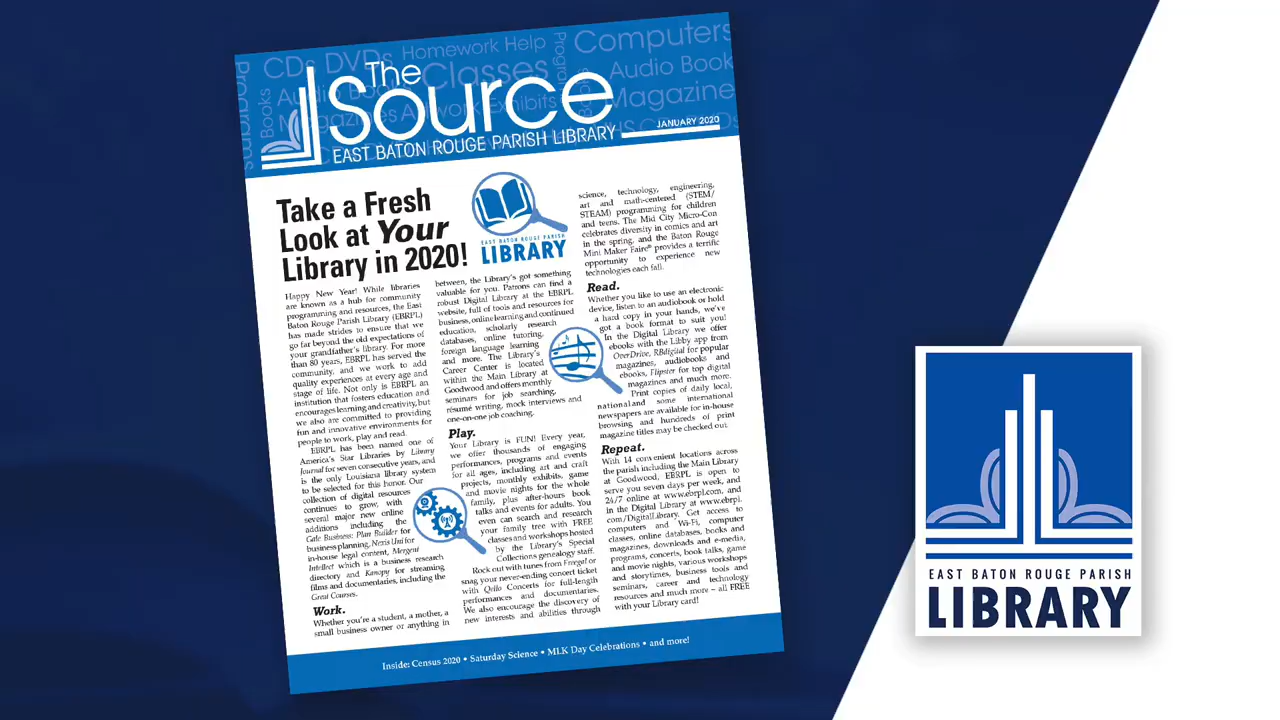 CDs DVDs Homework Help Computers
Classes Audio Book
Books Magazines Artwork Exhibits Magazine
The
Source
EAST BATON ROUGE PARISH LIBRARY
JANUARY 2020
Take a Fresh
Look at Your
Library in 2020!
EAST BATON ROUGE PARISH
LIBRARY
Happy New Year! While libraries
are known as a hub for community
programming and resources, the East
Baton Rouge Parish Library (EBRPL)
has made strides to ensure that we
go far beyond the old expectations of
your grandfather's library. For more
than 80 years, EBRPL has served the
community, and we work to add
quality experiences at every age and
stage of life. Not only is EBRPL an
institution that fosters education and
encourages learning and creativity, but
we also are committed to providing
fun and innovative environments for
people to work, play and read.
EBRPL has been named one of
America's Star Libraries by Library
Journal for seven consecutive years, and
is the only Louisiana library system
to be selected for this honor. Our
collection of digital resources
continues to grow, with
several major new online
additions including the
Gale Business: Plan Builder for
business planning, Nexis Uni for
in-house legal content, Mergent
Intellect which is a business research
directory and Kanopy for streaming
films and documentaries, including the
Great Courses.
Work.
Whether you're a student, a mother, a
small business owner or anything in
between, the Library's got something
valuable for you. Patrons can find a
robust Digital Library at the EBRPL
website, full of tools and resources for
business, online learning and continued
education, scholarly research
databases, online tutoring,
foreign language learning
and more. The Library's
Career Center is located
within the Main Library at
Goodwood and offers monthly
seminars for job searching,
résumé writing, mock interviews and
one-on-one job coaching.
Play.
Your Library is FUN! Every year,
we offer thousands of engaging
performances, programs and events
for all ages, including art and craft
projects, monthly exhibits, game
and movie nights for the whole
family, plus after-hours book
talks and events for adults. You
even can search and research
your family tree with FREE
classes and workshops hosted
by the Library's Special
Collections genealogy staff.
Rock out with tunes from Freegal or
snag your never-ending concert ticket
with Qello Concerts for full-length
performances and documentaries.
We also encourage the discovery of
new interests and abilities through
science, technology, engineering,
art and math-centered (STEM/
STEAM) programming for children
and teens. The Mid City Micro-Con
celebrates diversity in comics and art
in the spring, and the Baton Rouge
Mini Maker Faire® provides a terrific
opportunity to experience new
technologies each fall.
Read.
Whether you like to use an electronic
device, listen to an audiobook or hold
a hard copy in your hands, we've
got a book format to suit you!
In the Digital Library we offer
ebooks with the Libby app from
OverDrive, RBdigital for popular
magazines, audiobooks and
ebooks, Flipster for top digital
magazines and much more.
Print copies of daily local,
national and some international
newspapers are available for in-house
browsing and hundreds of print
magazine titles may be checked out.
Repeat.
With 14 convenient locations across
the parish including the Main Library
at Goodwood, EBRPL is open to
serve you seven days per week, and
24/7 online at www.ebrpl.com, and
in the Digital Library at www.ebrpl.
com/DigitalLibrary. Get access to
computers and Wi-Fi, computer
classes, online databases, books and
magazines, downloads and e-media,
programs, concerts, book talks, game
and movie nights, various workshops
and storytimes, business tools and
seminars, career and technology
resources and much more – all FREE
with your Library card!
Inside: Census 2020 • Saturday Science • MLK Day Celebrations • and more!
EAST BATON ROUGE PARISH
LIBRARY